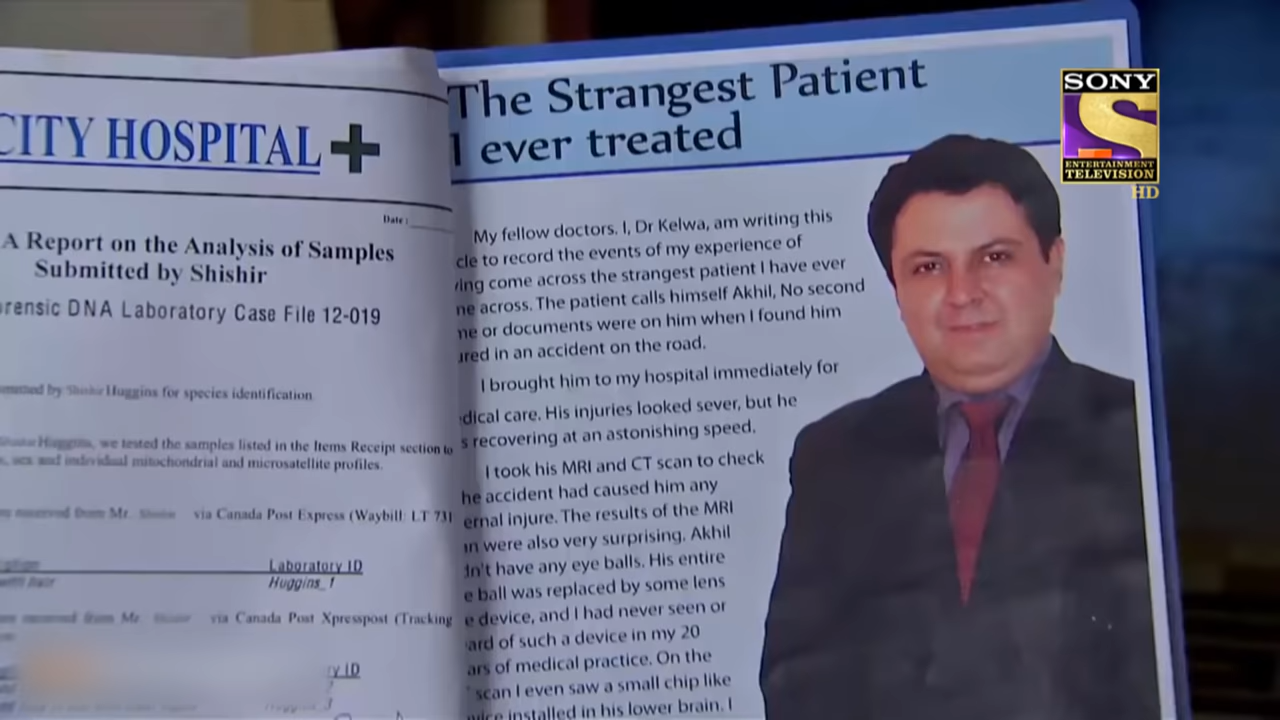 CITY HOSPITAL
Date:
A Report on the Analysis of Samples
Submitted by Shishir
rensic DNA Laboratory Case File 12-019
Huggins for species identification
Huggins, we tested the samples listed in the Items Receipt section to
sex and individual mitochondrial and microsatellite profiles.
received from Mr. via Canada Post Express (Waybill: LT 731
Laboratory ID
Huggins_1
received from Mr. via Canada Post Xpresspost (Tracking
y ID
The Strangest Patient
I ever treated
My fellow doctors. I, Dr Kelwa, am writing this
cle to record the events of my experience of
ving come across the strangest patient I have ever
me across. The patient calls himself Akhil, No second
me or documents were on him when I found him
ured in an accident on the road.
I brought him to my hospital immediately for
dical care. His injuries looked sever, but he
s recovering at an astonishing speed.
I took his MRI and CT scan to check
he accident had caused him any
ernal injure. The results of the MRI
an were also very surprising. Akhil
dn't have any eye balls. His entire
e ball was replaced by some lens
e device, and I had never seen or
ard of such a device in my 20
ars of medical practice. On the
scan I even saw a small chip like
vice installed in his lower brain. I
SONY
S
ENTERTAINMENT
TELEVISION
HD